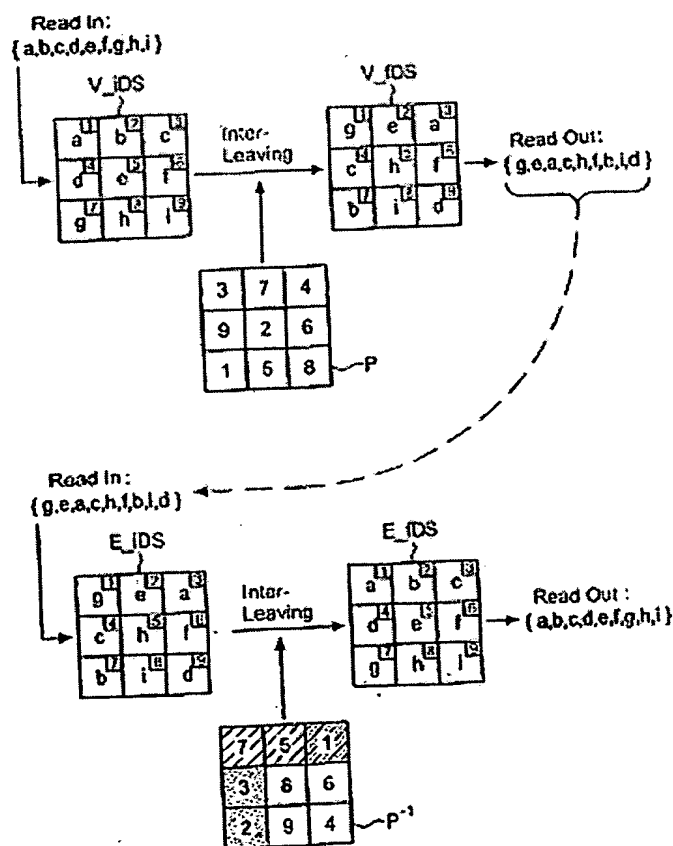 Read In:
{ a,b,c,d,e,f,g,h,i }
V_iDS
V_fDS
a 1 b 2 c 3
d 4 e 5 f 6
g 7 h 8 i 9
Inter-
Leaving
g 1 e 2 a 3
c 4 h 5 f 6
b 7 i 8 d 9
Read Out:
{ g,e,a,c,h,f,b,i,d }
3 7 4
9 2 6
1 5 8
P
Read In:
{ g,e,a,c,h,f,b,i,d }
E_iDS
E_fDS
g 1 e 2 a 3
c 4 h 5 f 6
b 7 i 8 d 9
Inter-
Leaving
a 1 b 2 c 3
d 4 e 5 f 6
g 7 h 8 i 9
Read Out :
{ a,b,c,d,e,f,g,h,i }
7 5 1
3 8 6
2 9 4
P⁻¹